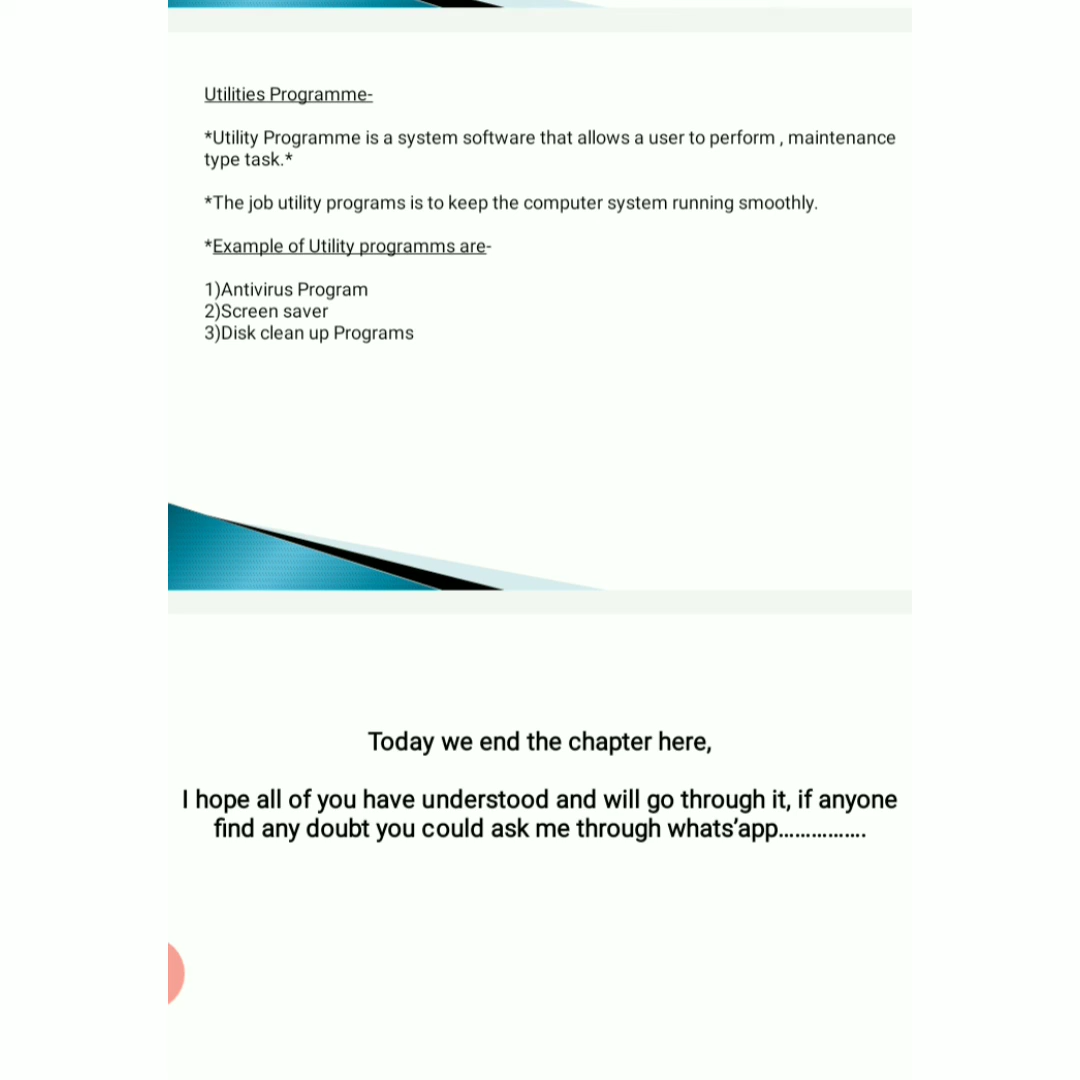 Utilities Programme-
*Utility Programme is a system software that allows a user to perform , maintenance
type task.*
*The job utility programs is to keep the computer system running smoothly.
*Example of Utility programms are-
1)Antivirus Program
2)Screen saver
3)Disk clean up Programs
Today we end the chapter here,
I hope all of you have understood and will go through it, if anyone
find any doubt you could ask me through whats’app................